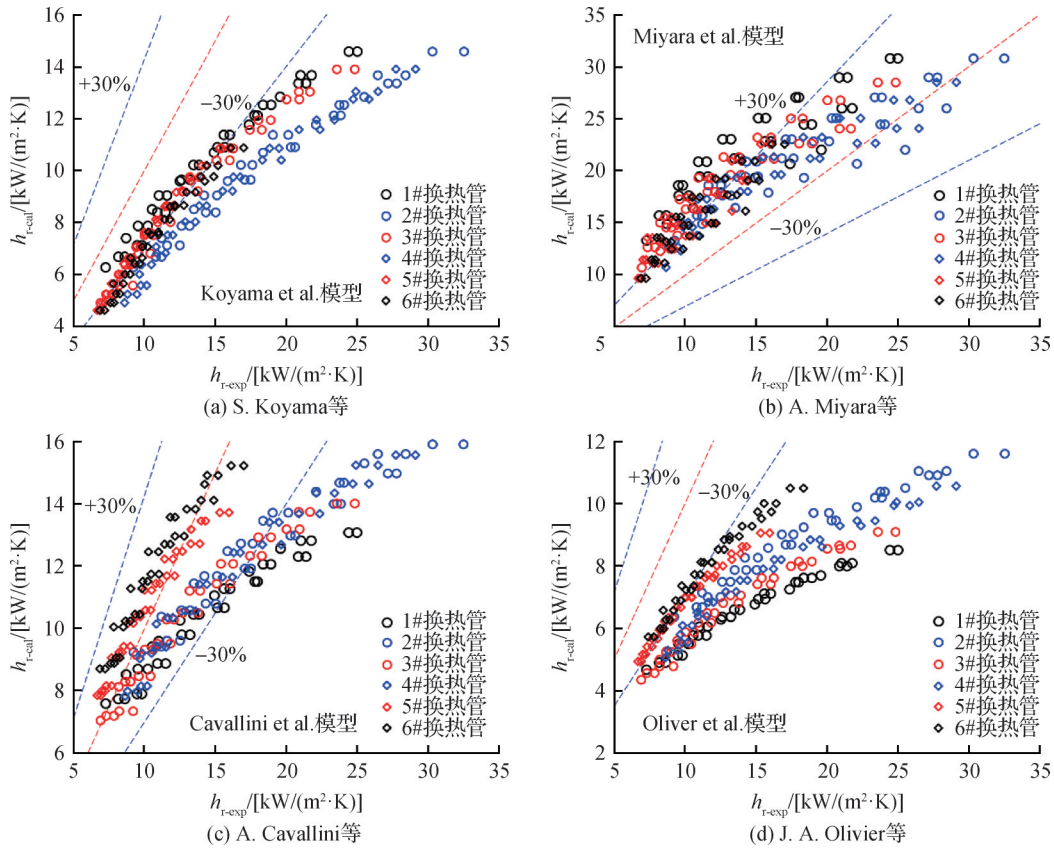 16
14
12
10
8
6
4
5
10
15
20
25
30
35
+30%
−30%
1#换热管
2#换热管
3#换热管
4#换热管
5#换热管
6#换热管
Koyama et al.模型
h_r-cal/[kW/(m²·K)]
h_r-exp/[kW/(m²·K)]
(a) S. Koyama等
35
30
25
20
15
10
5
10
15
20
25
30
35
Miyara et al.模型
+30%
−30%
1#换热管
2#换热管
3#换热管
4#换热管
5#换热管
6#换热管
h_r-cal/[kW/(m²·K)]
h_r-exp/[kW/(m²·K)]
(b) A. Miyara等
16
14
12
10
8
6
5
10
15
20
25
30
35
+30%
−30%
1#换热管
2#换热管
3#换热管
4#换热管
5#换热管
6#换热管
Cavallini et al.模型
h_r-cal/[kW/(m²·K)]
h_r-exp/[kW/(m²·K)]
(c) A. Cavallini等
12
10
8
6
4
2
5
10
15
20
25
30
35
+30%
−30%
1#换热管
2#换热管
3#换热管
4#换热管
5#换热管
6#换热管
Oliver et al.模型
h_r-cal/[kW/(m²·K)]
h_r-exp/[kW/(m²·K)]
(d) J. A. Olivier等